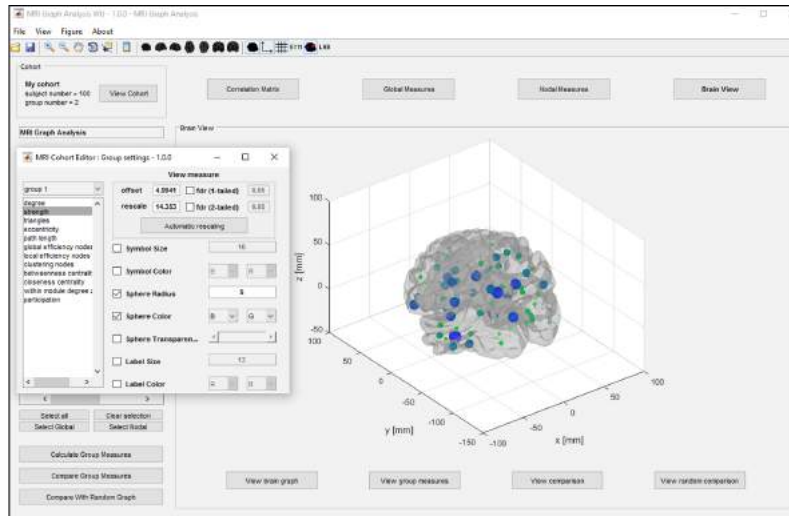 MRI Graph Analysis WU - 1.0.0 - MRI Graph Analysis
File View Figure About
Cohort
My cohort
subject number = 100
group number = 2
View Cohort
Correlation Matrix
Global Measures
Nodal Measures
Brain View
MRI Graph Analysis
Brain View
MRI Cohort Editor : Group settings - 1.0.0
View measure
group 1
degree
strength
triangles
eccentricity
path length
global efficiency nodes
local efficiency nodes
clustering nodes
betweenness centrality
closeness centrality
within module degree z
participation
offset 4.9941 fdr (1-tailed) 0.05
rescale 14.353 fdr (2-tailed) 0.05
Automatic rescaling
Symbol Size
Symbol Color
Sphere Radius
Sphere Color B G
Sphere Transparen...
Label Size 12
Label Color
100
50
0
-50
z [mm]
100
50
0
-50
-100
-150
y [mm]
-100
-50
0
50
100
x [mm]
Select all
Clear selection
Select Global
Select Nodal
Calculate Group Measures
Compare Group Measures
Compare With Random Graph
View brain graph
View group measures
View comparison
View random comparison